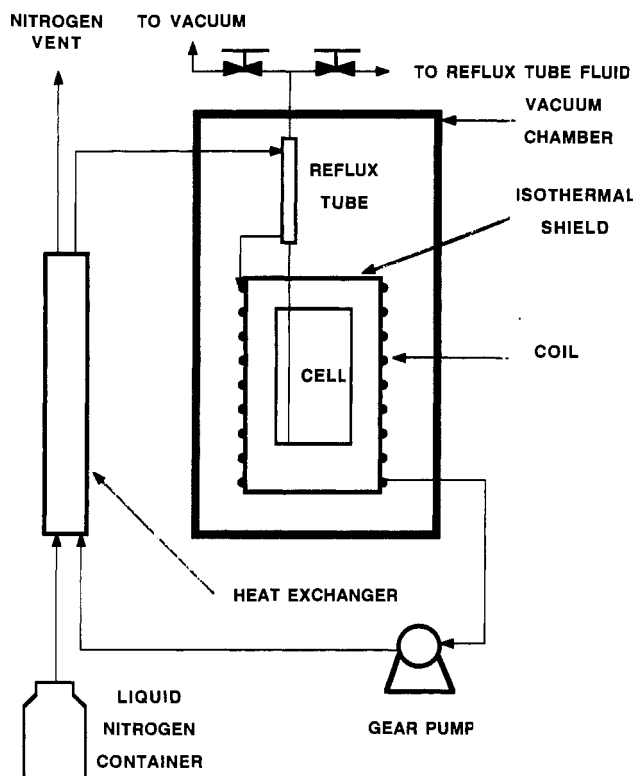 NITROGEN
VENT
TO VACUUM
TO REFLUX TUBE FLUID
VACUUM
CHAMBER
REFLUX
TUBE
ISOTHERMAL
SHIELD
COIL
CELL
HEAT EXCHANGER
LIQUID
NITROGEN
CONTAINER
GEAR PUMP